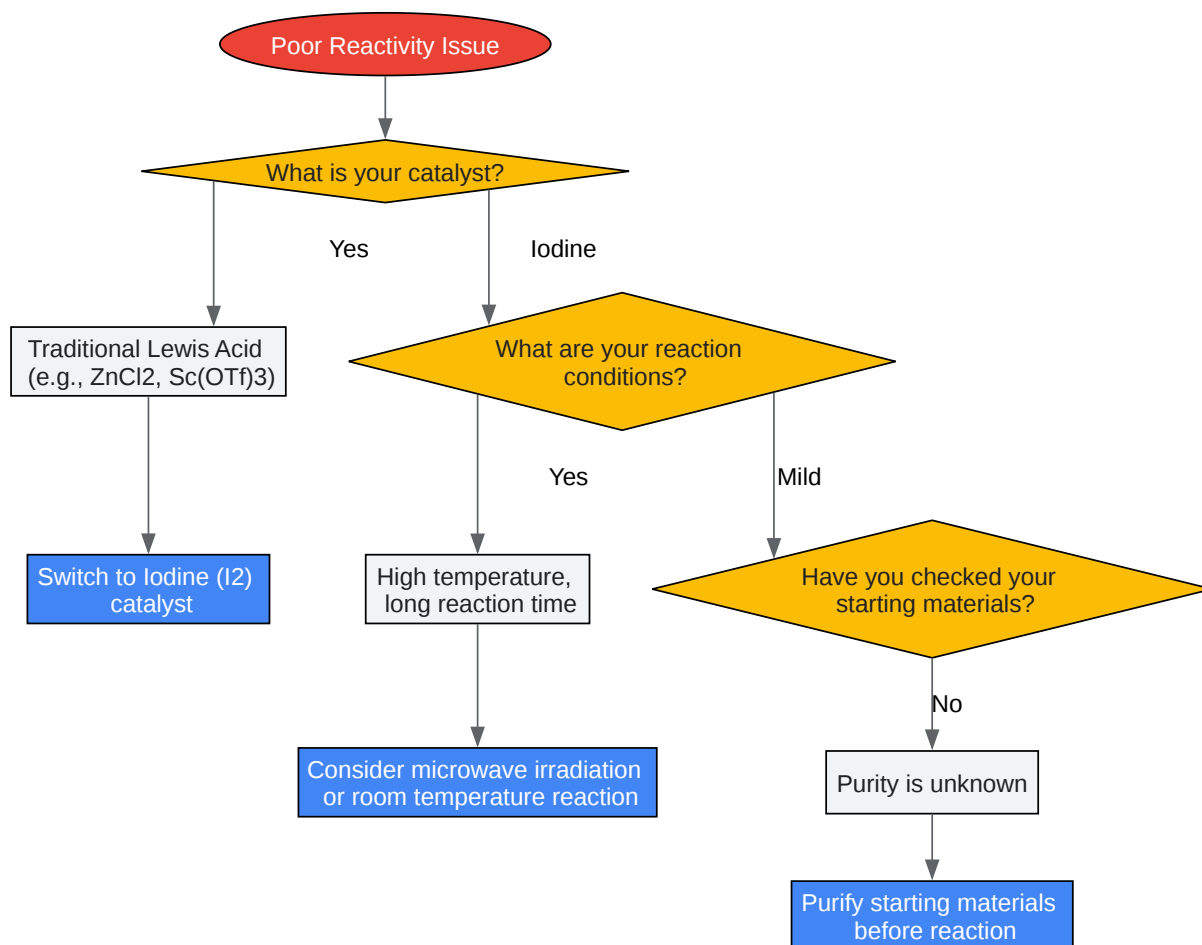 Poor Reactivity Issue
What is your catalyst?
Yes
Iodine
Traditional Lewis Acid
(e.g., ZnCl2, Sc(OTf)3)
What are your reaction
conditions?
Yes
Mild
Switch to Iodine (I2)
catalyst
High temperature,
long reaction time
Have you checked your
starting materials?
No
Consider microwave irradiation
or room temperature reaction
Purity is unknown
Purify starting materials
before reaction